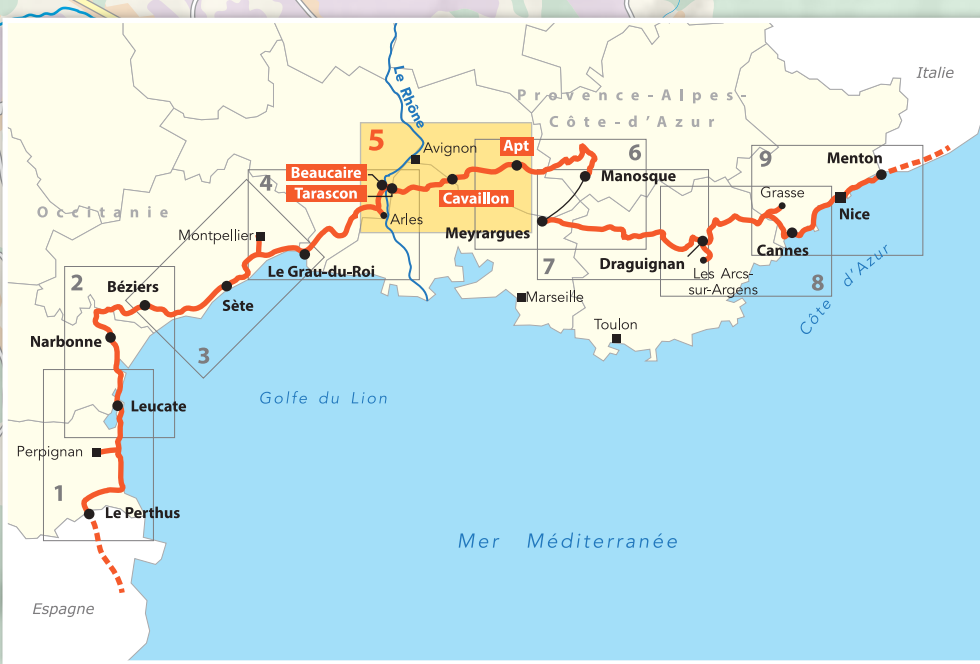 Italie
Le Rhône
Provence-Alpes-
Côte-d'Azur
5
Avignon
Apt
6
9
Menton
Beaucaire
4
Tarascon
Manosque
Grasse
Cavaillon
Occitanie
Arles
Nice
Montpellier
Meyrargues
Cannes
Le Grau-du-Roi
7
Draguignan
Les Arcs-
sur-Argens
8
2
Béziers
Sète
Marseille
Côte d'Azur
Toulon
Narbonne
3
Golfe du Lion
Leucate
Perpignan
1
Le Perthus
Mer Méditerranée
Espagne